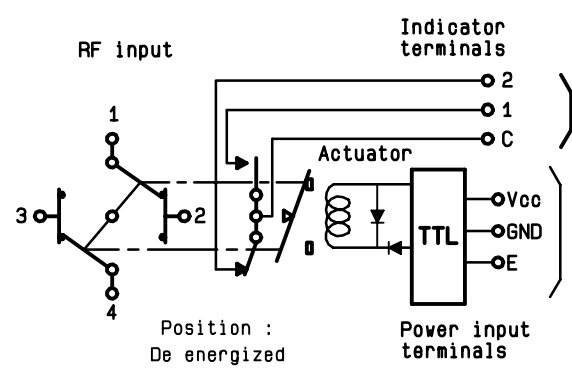 Indicator
terminals
RF input
2
1
C
1
Actuator
3
2
Vcc
GND
TTL
E
4
Position :
De energized
Power input
terminals